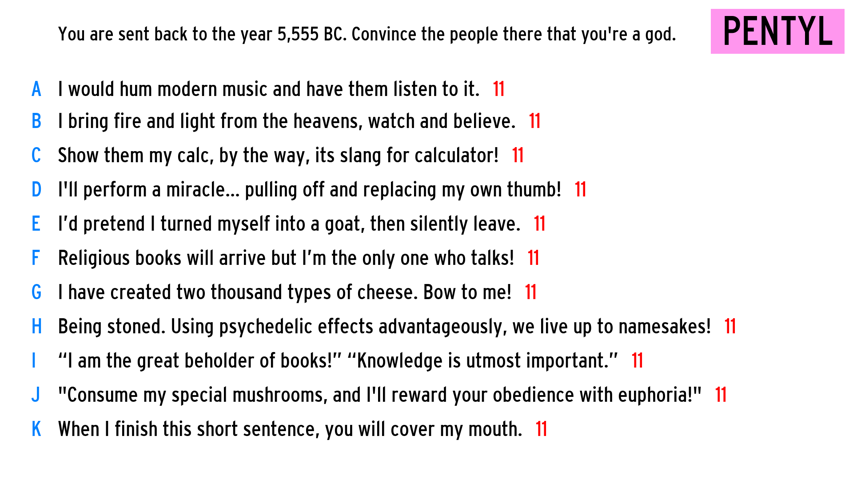 You are sent back to the year 5,555 BC. Convince the people there that you're a god.
PENTYL
A I would hum modern music and have them listen to it. 11
B I bring fire and light from the heavens, watch and believe. 11
C Show them my calc, by the way, its slang for calculator! 11
D I'll perform a miracle... pulling off and replacing my own thumb! 11
E I’d pretend I turned myself into a goat, then silently leave. 11
F Religious books will arrive but I’m the only one who talks! 11
G I have created two thousand types of cheese. Bow to me! 11
H Being stoned. Using psychedelic effects advantageously, we live up to namesakes! 11
I “I am the great beholder of books!” “Knowledge is utmost important.” 11
J "Consume my special mushrooms, and I'll reward your obedience with euphoria!" 11
K When I finish this short sentence, you will cover my mouth. 11